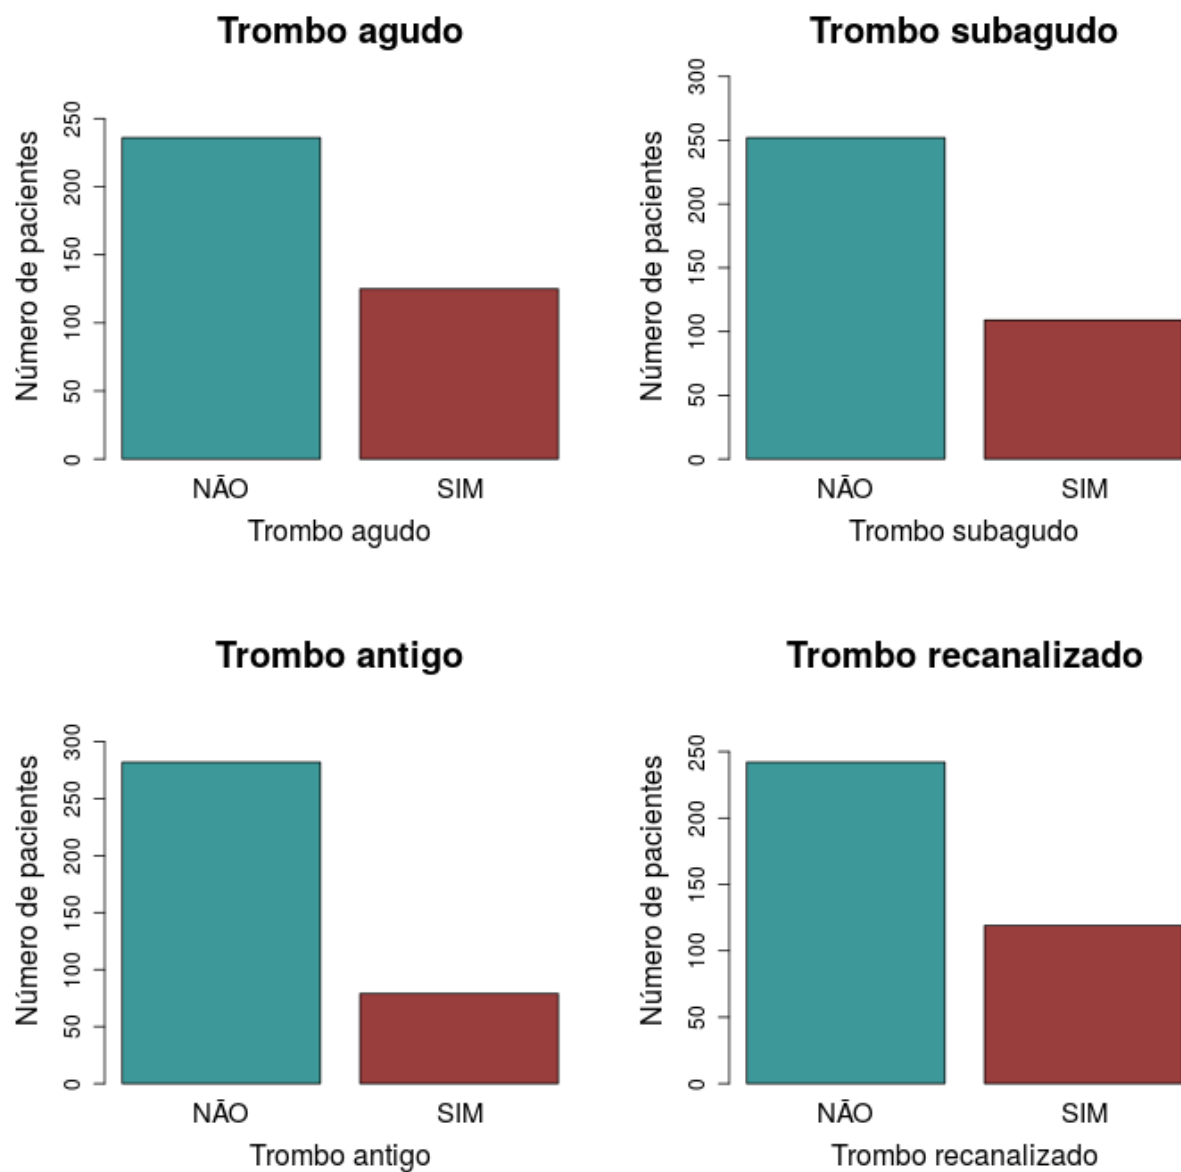 Trombo agudo
Número de pacientes
250
200
150
100
50
0
NÃO SIM
Trombo agudo
Trombo subagudo
Número de pacientes
300
250
200
150
100
50
0
NÃO SIM
Trombo subagudo
Trombo antigo
Número de pacientes
300
250
200
150
100
50
0
NÃO SIM
Trombo antigo
Trombo recanalizado
Número de pacientes
250
200
150
100
50
0
NÃO SIM
Trombo recanalizado